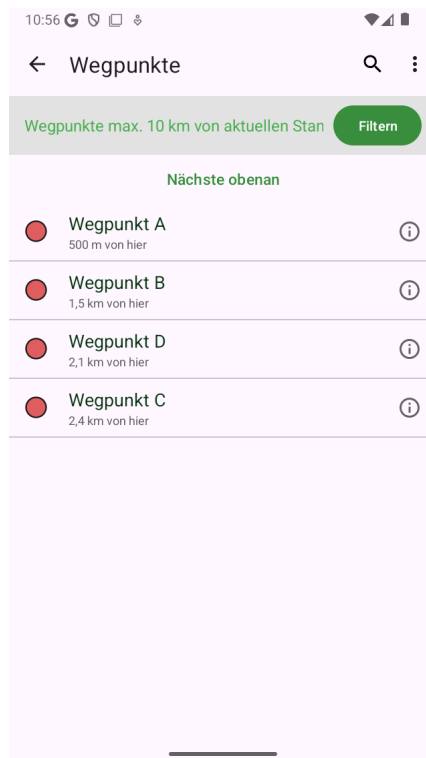 10:56
Wegpunkte
Wegpunkte max. 10 km von aktuellen Stan
Filtern
Nächste obenan
Wegpunkt A
500 m von hier
Wegpunkt B
1,5 km von hier
Wegpunkt D
2,1 km von hier
Wegpunkt C
2,4 km von hier